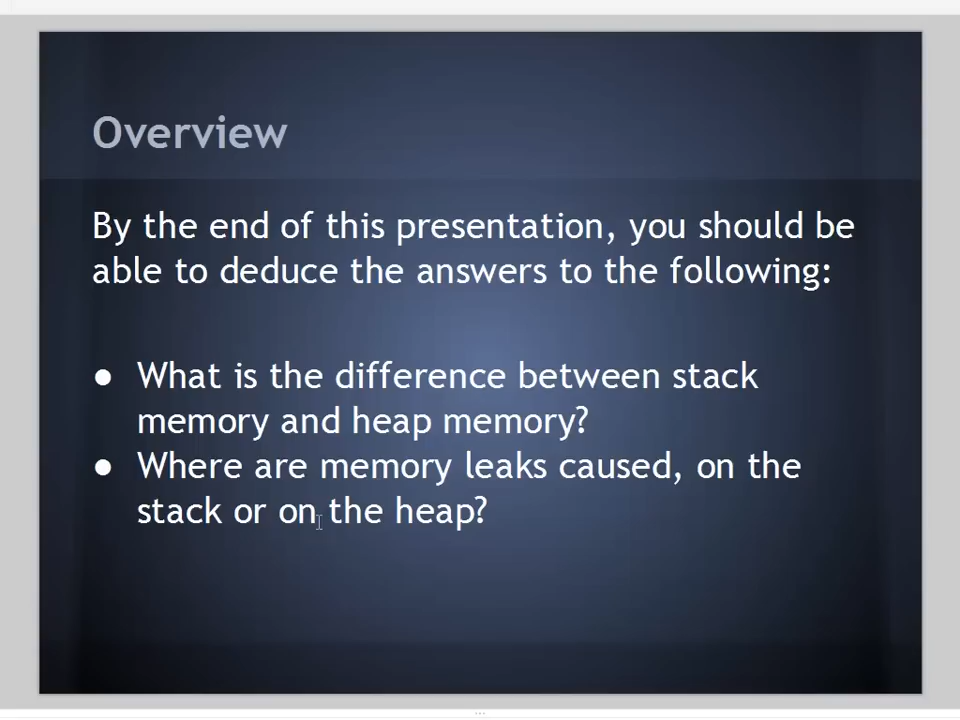 Overview
By the end of this presentation, you should be
able to deduce the answers to the following:
● What is the difference between stack
memory and heap memory?
● Where are memory leaks caused, on the
stack or on the heap?